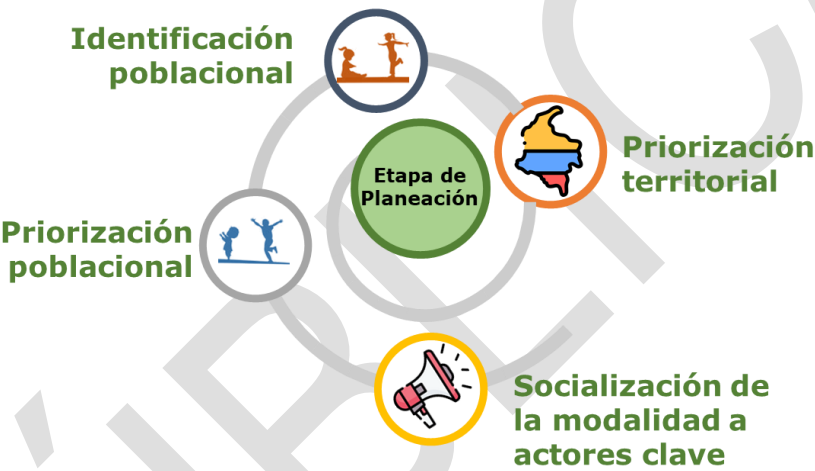 Identificación
poblacional
Etapa de
Planeación
Priorización
territorial
Priorización
poblacional
Socialización de
la modalidad a
actores clave